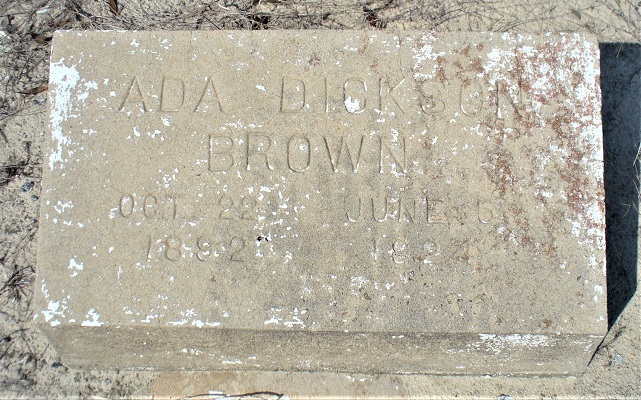 ADA DICKSON
BROWN
OCT. 22 JUNE 6
1892